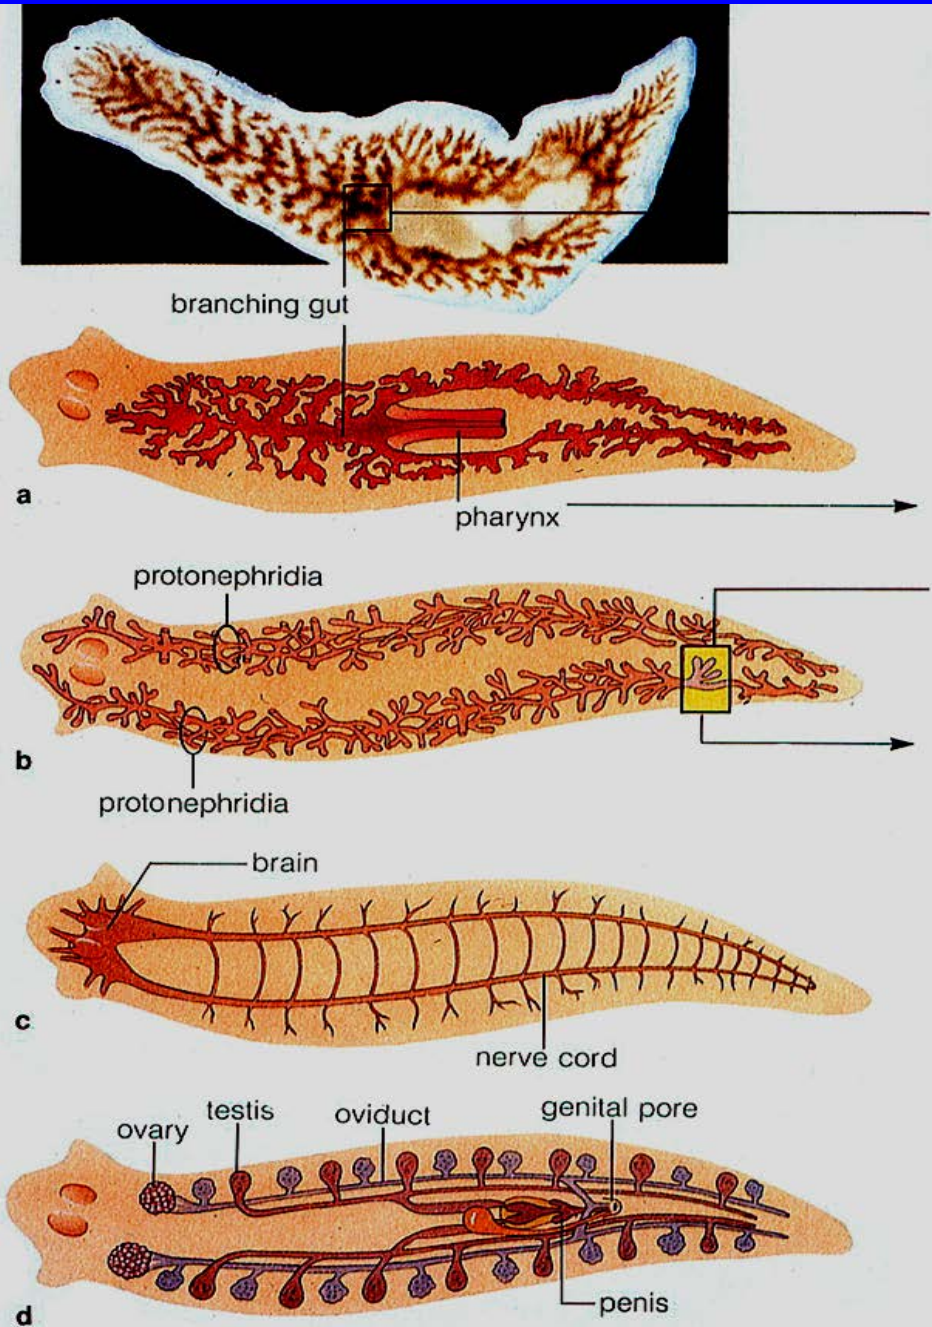 branching gut
a
pharynx
protonephridia
b
protonephridia
brain
c
nerve cord
testis
oviduct
genital pore
ovary
d
penis